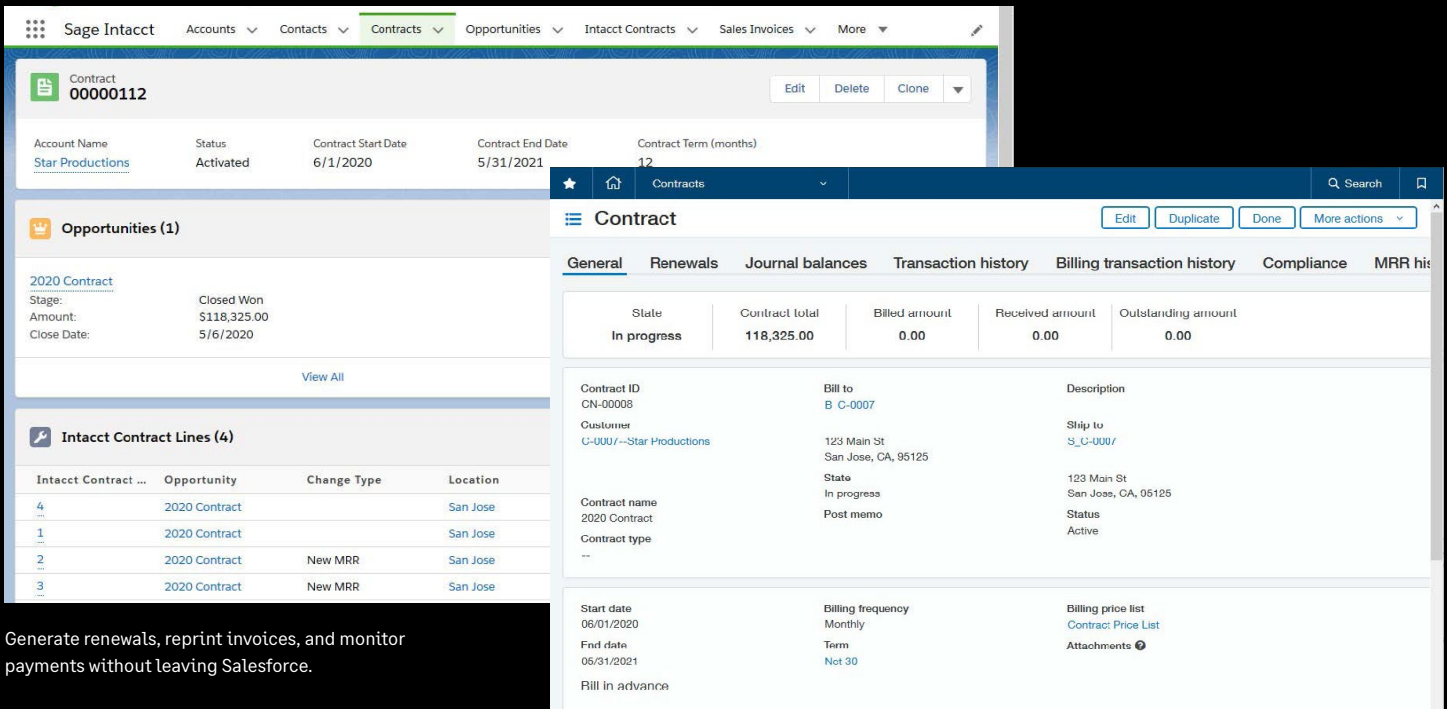 Sage Intacct Accounts Contacts Contracts Opportunities Intacct Contracts Sales Invoices More
Contract
00000112
Edit Delete Clone
Account Name Status Contract Start Date Contract End Date Contract Term (months)
Star Productions Activated 6/1/2020 5/31/2021 12
Opportunities (1)
2020 Contract
Stage: Closed Won
Amount: $118,325.00
Close Date: 5/6/2020
View All
Intacct Contract Lines (4)
Intacct Contract ... Opportunity Change Type Location
4 2020 Contract San Jose
1 2020 Contract San Jose
2 2020 Contract New MRR San Jose
3 2020 Contract New MRR San Jose
Generate renewals, reprint invoices, and monitor
payments without leaving Salesforce.
Contracts Search
Contract Edit Duplicate Done More actions
General Renewals Journal balances Transaction history Billing transaction history Compliance MRR his
State Contract total Billed amount Received amount Outstanding amount
In progress 118,325.00 0.00 0.00 0.00
Contract ID Bill to Description
CN-00008 B C-0007
Customer Ship to
C-0007--Star Productions 123 Main St S_C-0007
San Jose, CA, 95125
State 123 Main St
In progress San Jose, CA, 95125
Contract name Post memo Status
2020 Contract Active
Contract type
--
Start date Billing frequency Billing price list
06/01/2020 Monthly Contract Price List
End date Term Attachments
05/31/2021 Net 30
Bill in advance